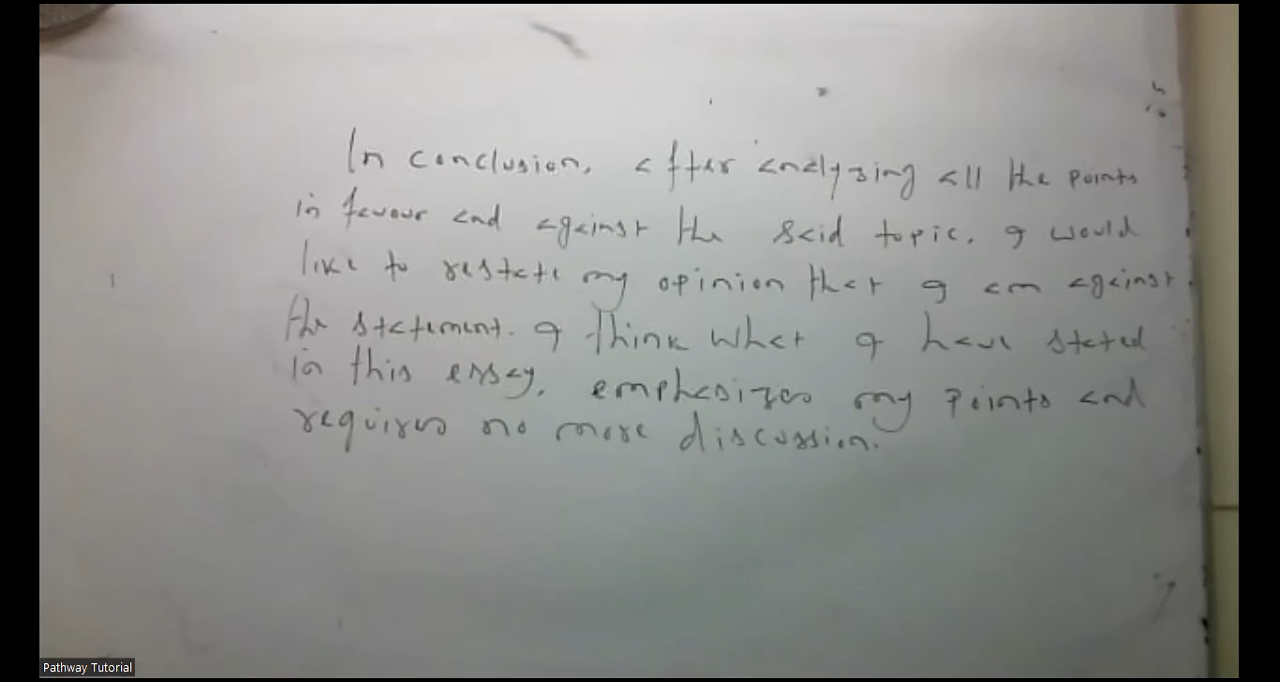 In conclusion, after analysing all the points
in favour and against the said topic, I would
like to restate my opinion that I am against
the statement. I think what I have stated
in this essay, emphasizes my points and
requires no more discussion.
Pathway Tutorial